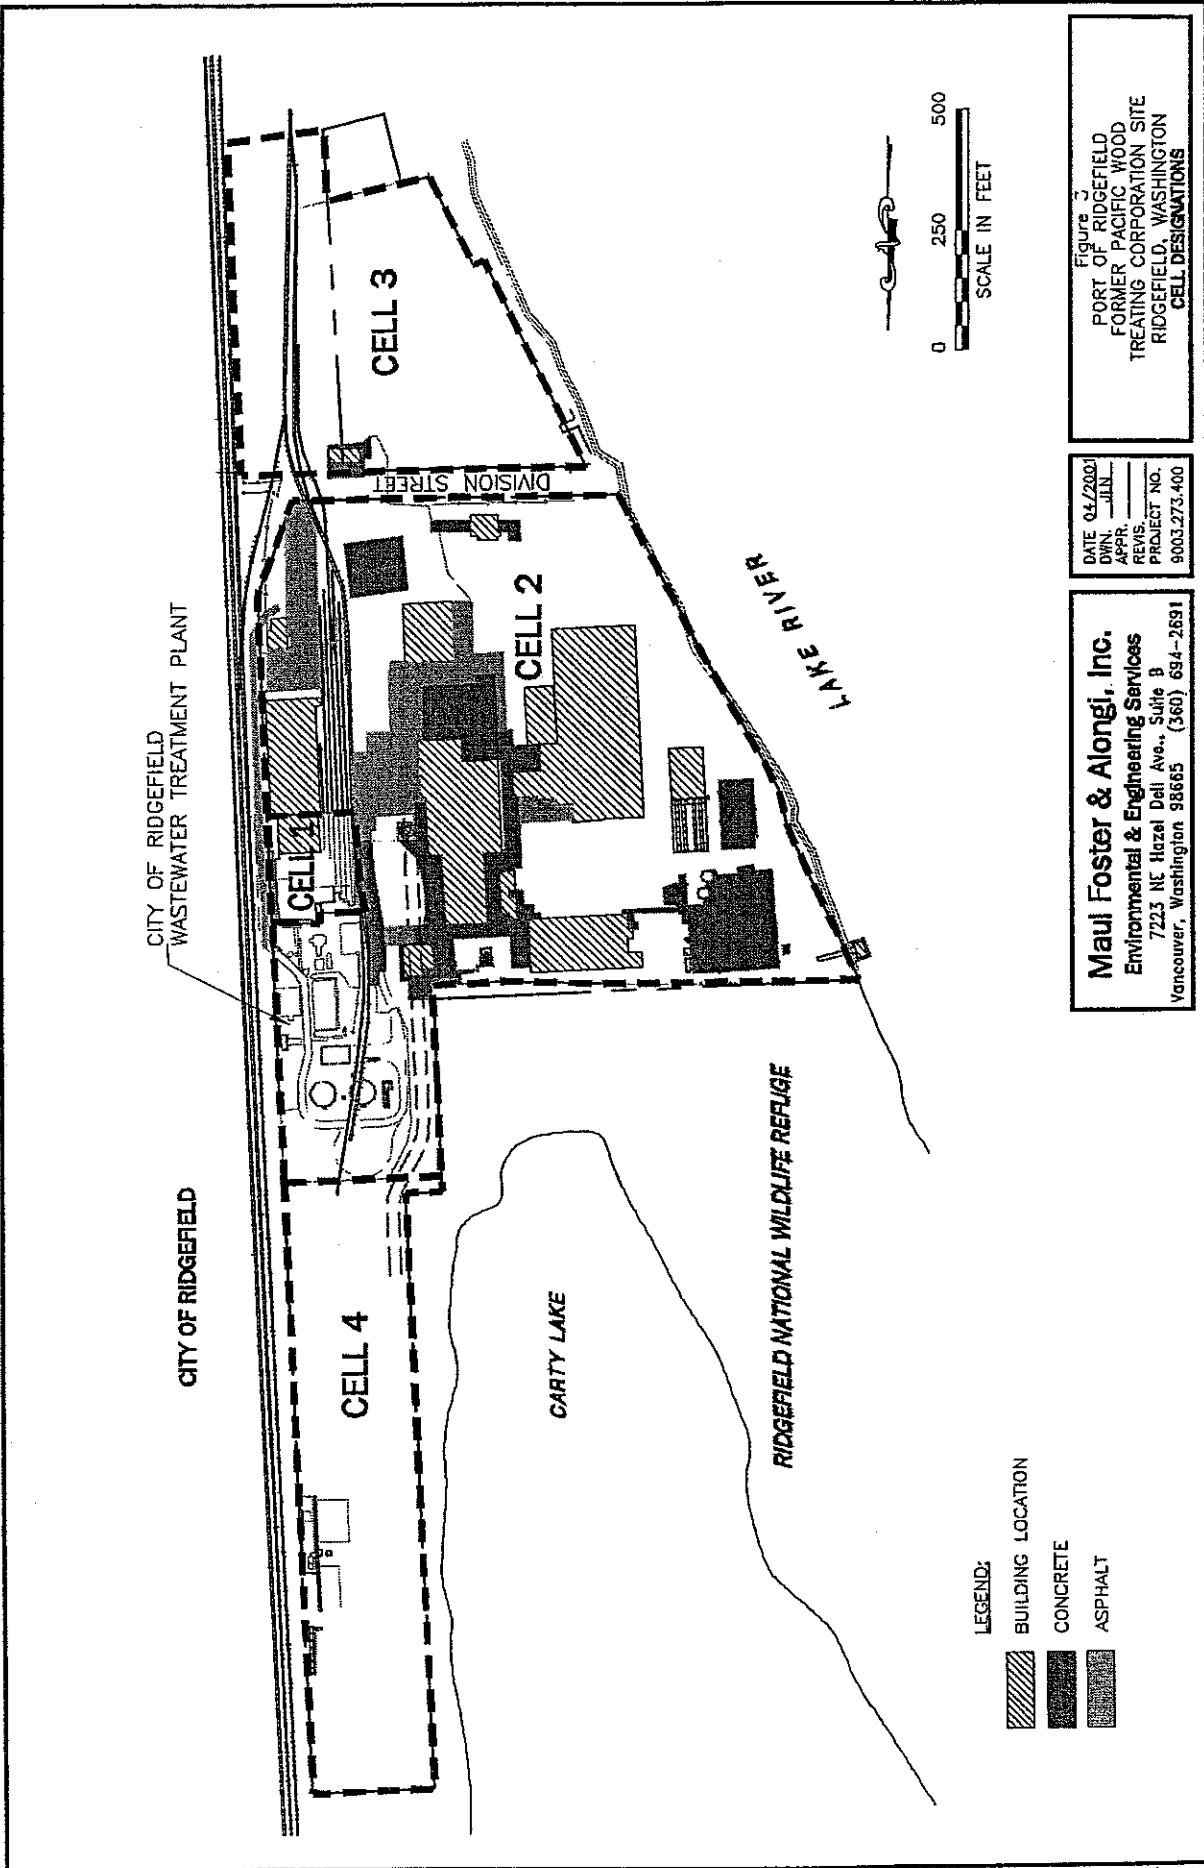 CITY OF RIDGEFIELD
CITY OF RIDGEFIELD
WASTEWATER TREATMENT PLANT
CELL 4
CELL 1
CELL 2
CELL 3
DIVISION STREET
CARTY LAKE
RIDGEFIELD NATIONAL WILDLIFE REFUGE
LAKE RIVER
0 250 500
SCALE IN FEET
LEGEND:
BUILDING LOCATION
CONCRETE
ASPHALT
Maul Foster & Alongi, Inc.
Environmental & Engineering Services
7223 NE Hazel Dell Ave., Suite B
Vancouver, Washington 98665 (360) 694-2691
DATE 04/2001
DWN. JLN
APPR.
REVIS.
PROJECT NO.
9003.273.400
Figure 3
PORT OF RIDGEFIELD
FORMER PACIFIC WOOD
TREATING CORPORATION SITE
RIDGEFIELD, WASHINGTON
CELL DESIGNATIONS